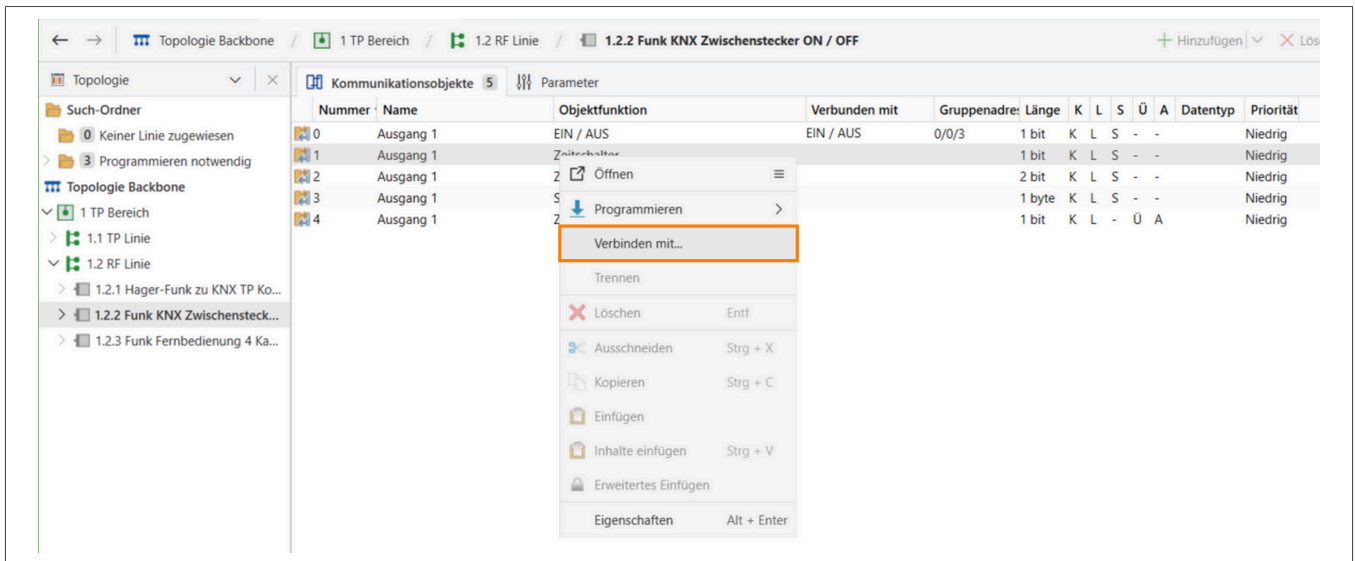 ← → Topologie Backbone / 1 TP Bereich / 1.2 RF Linie / 1.2.2 Funk KNX Zwischenstecker ON / OFF + Hinzufügen
Topologie
Such-Ordner
0 Keiner Linie zugewiesen
3 Programmieren notwendig
Topologie Backbone
1 TP Bereich
1.1 TP Linie
1.2 RF Linie
1.2.1 Hager-Funk zu KNX TP Ko...
1.2.2 Funk KNX Zwischensteck...
1.2.3 Funk Fernbedienung 4 Ka...
Kommunikationsobjekte 5 Parameter
Nummer Name Objektfunktion Verbunden mit Gruppenadre Länge K L S Ü A Datentyp Priorität
0 Ausgang 1 EIN / AUS EIN / AUS 0/0/3 1 bit K L S - - Niedrig
1 Ausgang 1 Zeitschalter 1 bit K L S - - Niedrig
2 Ausgang 1 Z 2 bit K L S - - Niedrig
3 Ausgang 1 S 1 byte K L S - - Niedrig
4 Ausgang 1 Z 1 bit K L - Ü A Niedrig
Öffnen
Programmieren
Verbinden mit...
Trennen
Löschen Entf
Ausschneiden Strg + X
Kopieren Strg + C
Einfügen
Inhalte einfügen Strg + V
Erweitertes Einfügen
Eigenschaften Alt + Enter